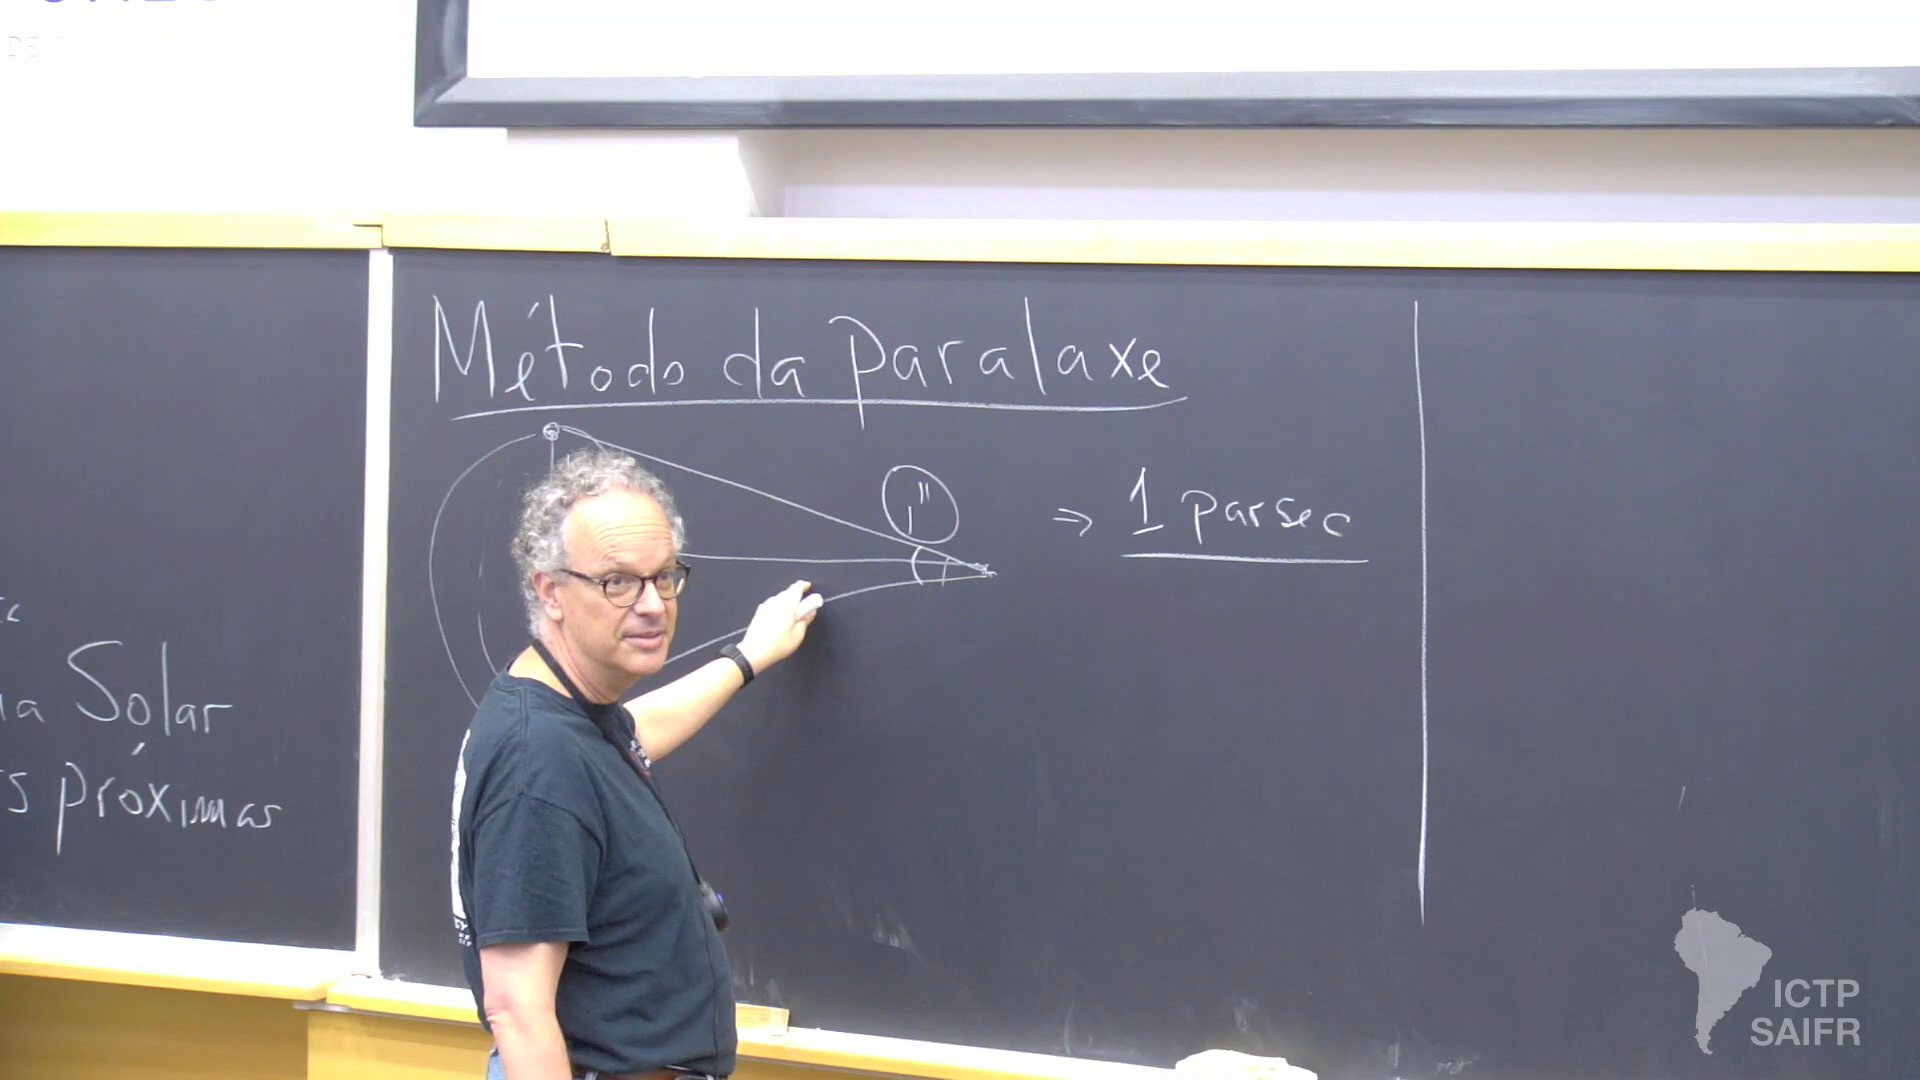 Método da paralaxe
1"
⇒ 1 parsec
Solar
próximas
ICTP
SAIFR